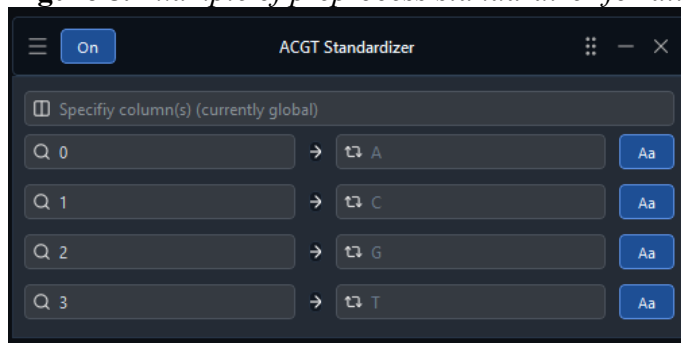 On ACGT Standardizer
Specifiy column(s) (currently global)
0 → A Aa
1 → C Aa
2 → G Aa
3 → T Aa